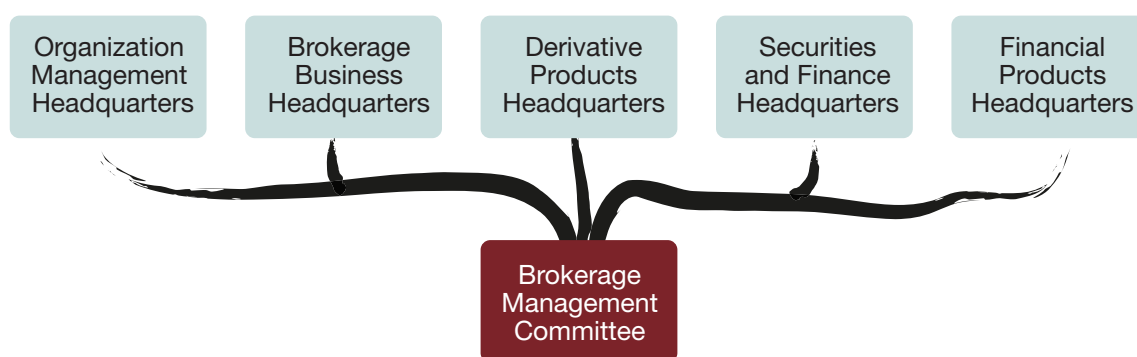 Organization
Management
Headquarters
Brokerage
Business
Headquarters
Derivative
Products
Headquarters
Securities
and Finance
Headquarters
Financial
Products
Headquarters
Brokerage
Management
Committee